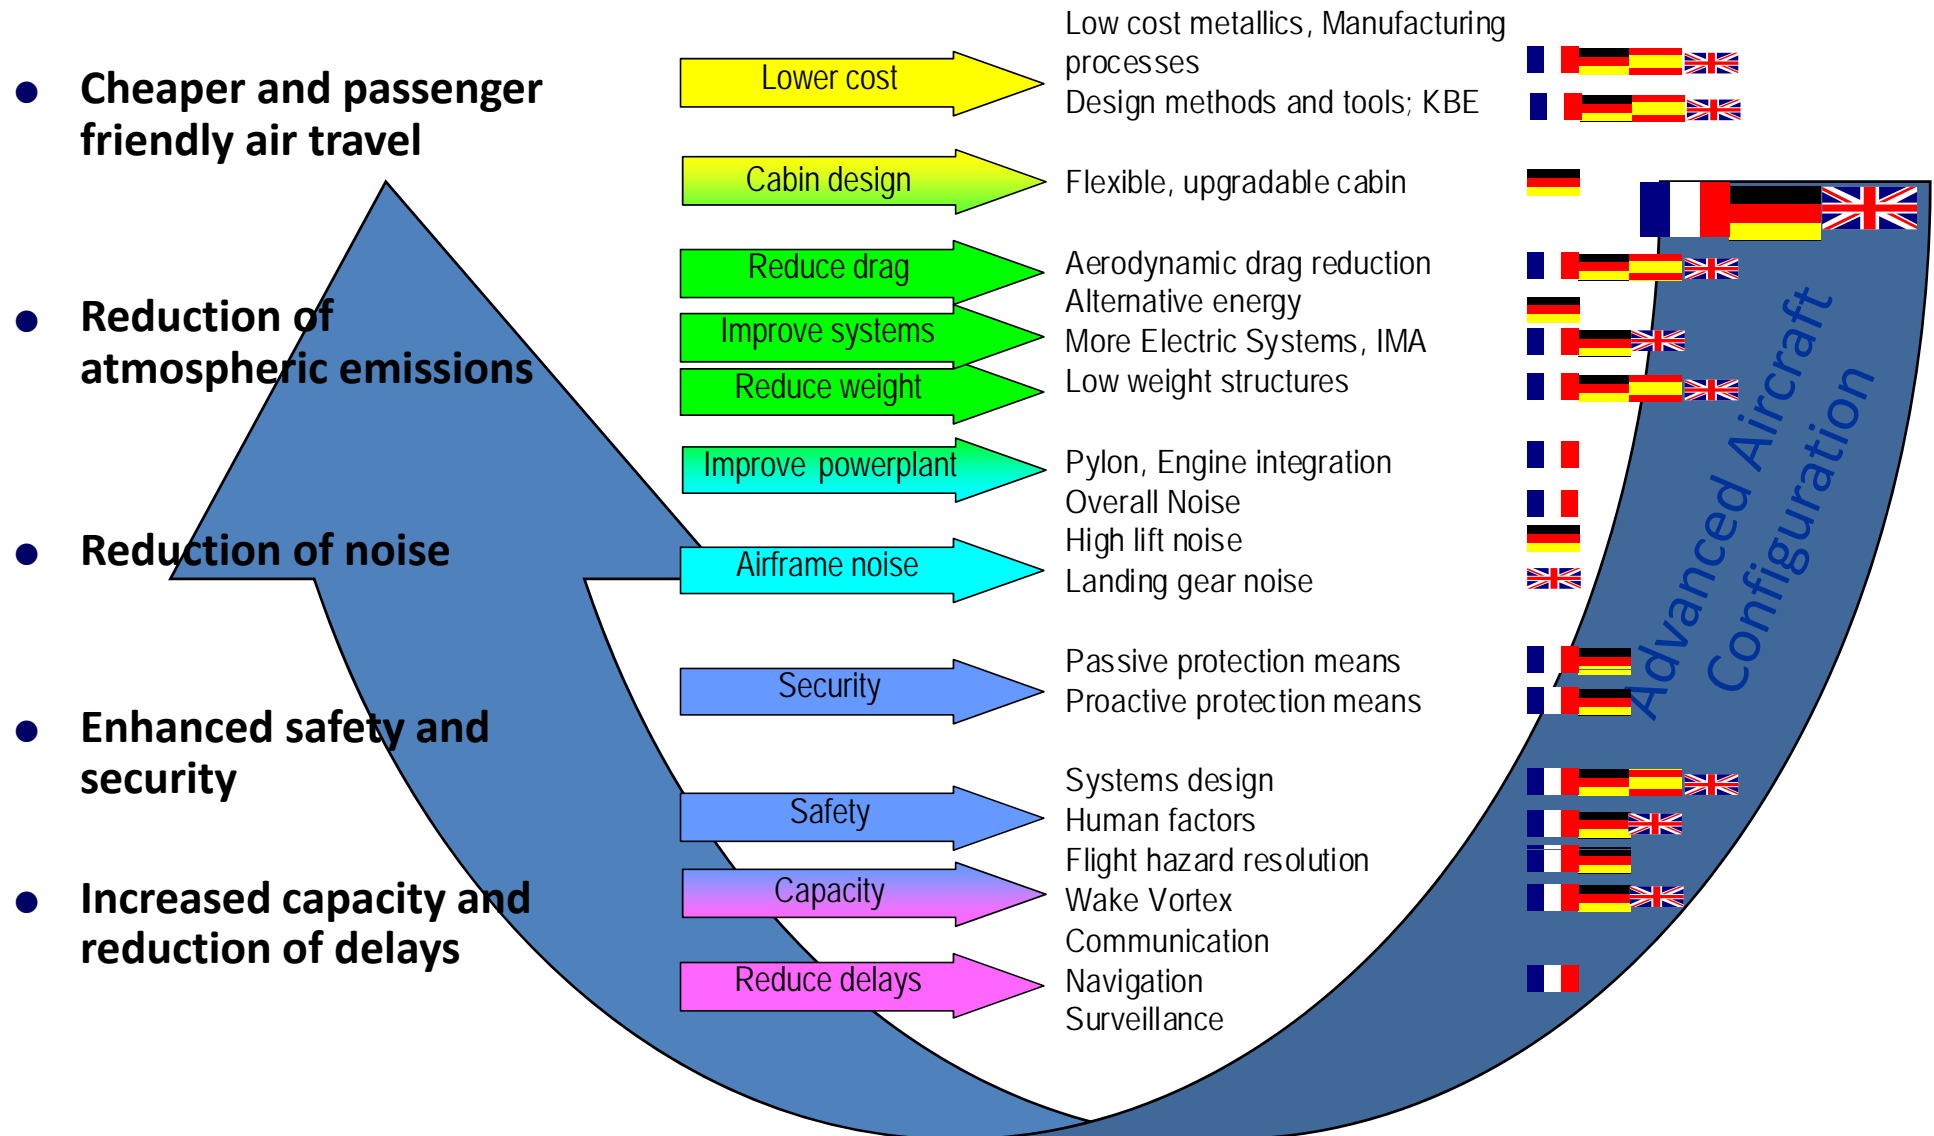 Cheaper and passenger
friendly air travel
Reduction of
atmospheric emissions
Reduction of noise
Enhanced safety and
security
Increased capacity and
reduction of delays
Lower cost
Cabin design
Reduce drag
Improve systems
Reduce weight
Improve powerplant
Airframe noise
Security
Safety
Capacity
Reduce delays
Low cost metallics, Manufacturing
processes
Design methods and tools; KBE
Flexible, upgradable cabin
Aerodynamic drag reduction
Alternative energy
More Electric Systems, IMA
Low weight structures
Pylon, Engine integration
Overall Noise
High lift noise
Landing gear noise
Passive protection means
Proactive protection means
Systems design
Human factors
Flight hazard resolution
Wake Vortex
Communication
Navigation
Surveillance
Advanced Aircraft
Configuration